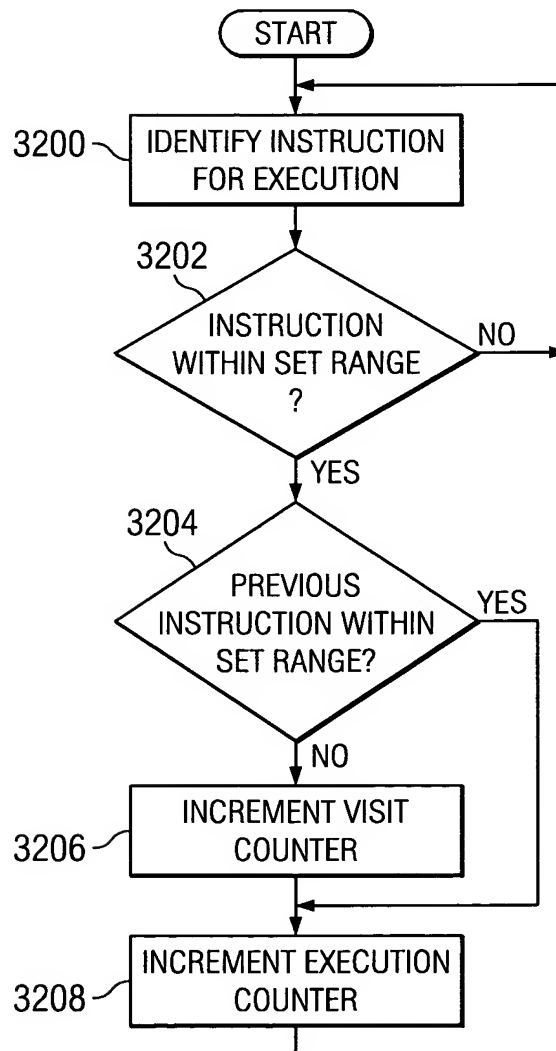 START
3200
IDENTIFY INSTRUCTION
FOR EXECUTION
3202
INSTRUCTION
WITHIN SET RANGE
?
NO
YES
3204
PREVIOUS
INSTRUCTION WITHIN
SET RANGE?
YES
NO
3206
INCREMENT VISIT
COUNTER
3208
INCREMENT EXECUTION
COUNTER